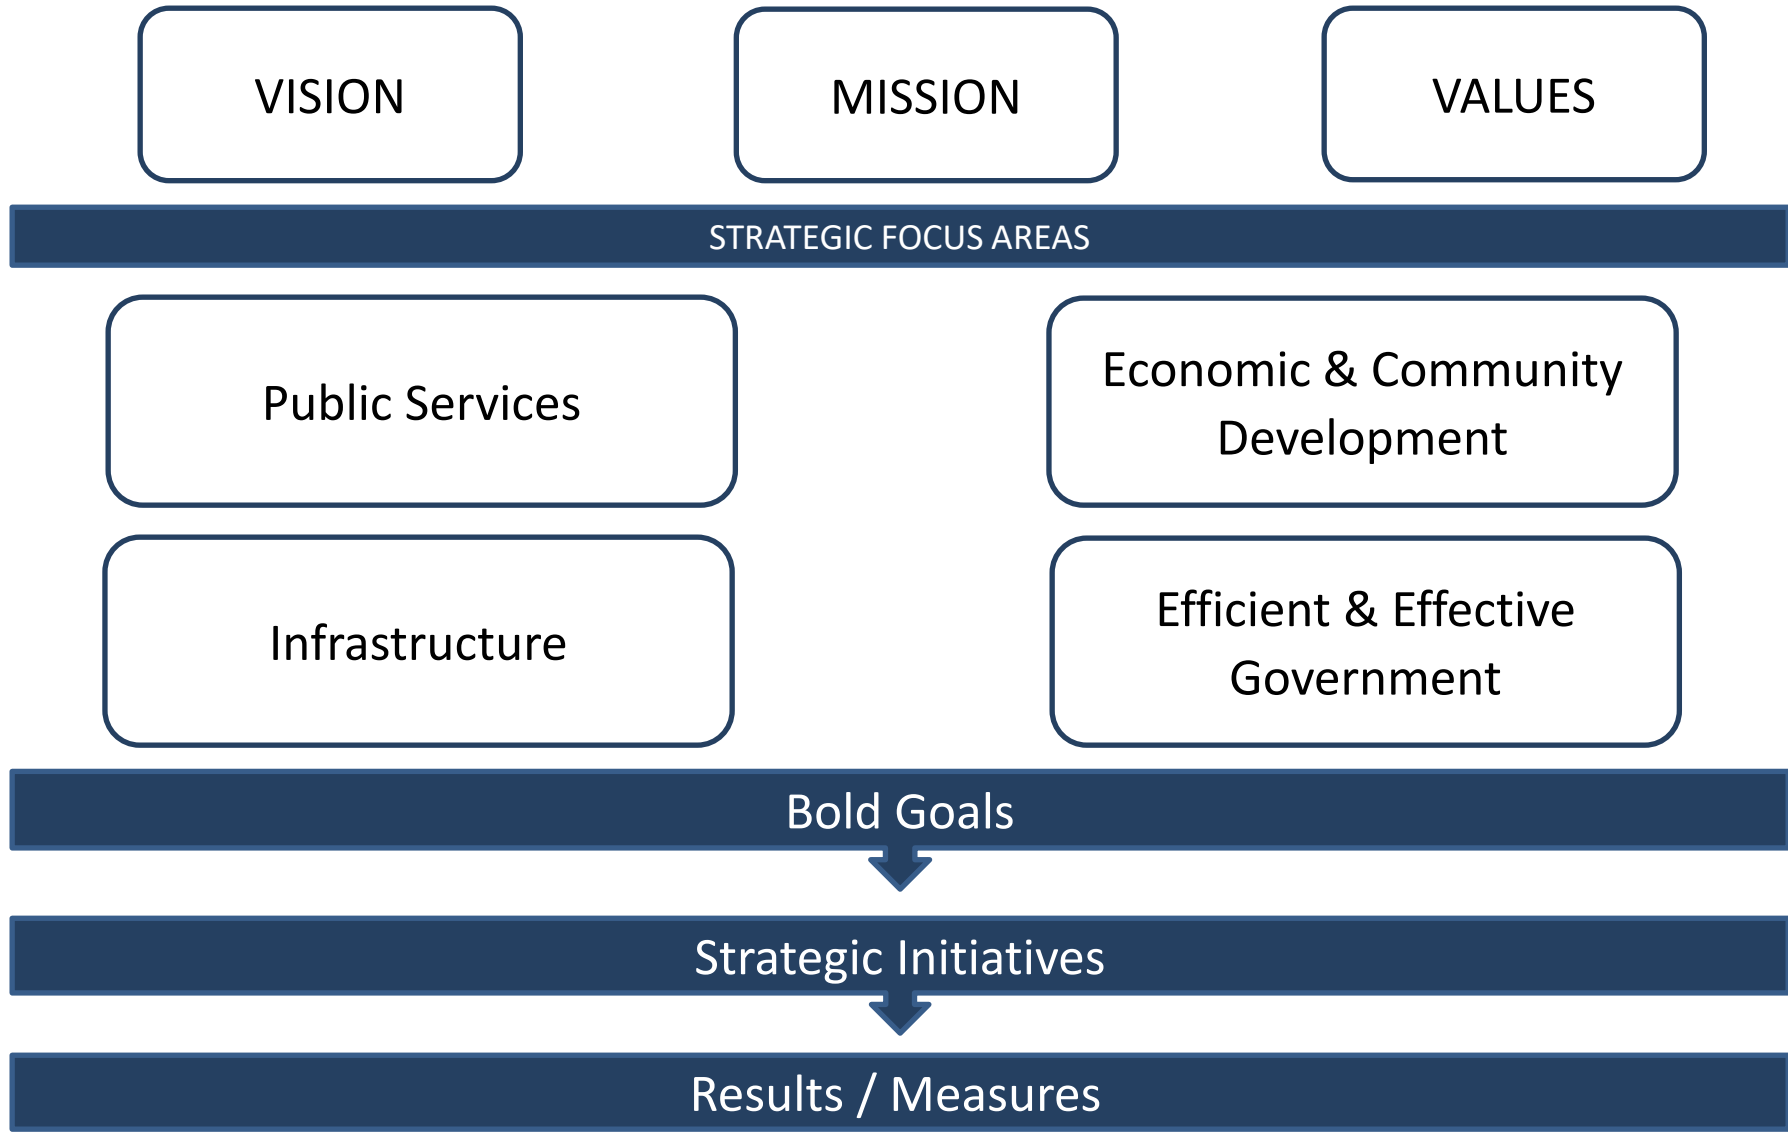 VISION
MISSION
VALUES
STRATEGIC FOCUS AREAS
Public Services
Economic & Community
Development
Infrastructure
Efficient & Effective
Government
Bold Goals
Strategic Initiatives
Results / Measures